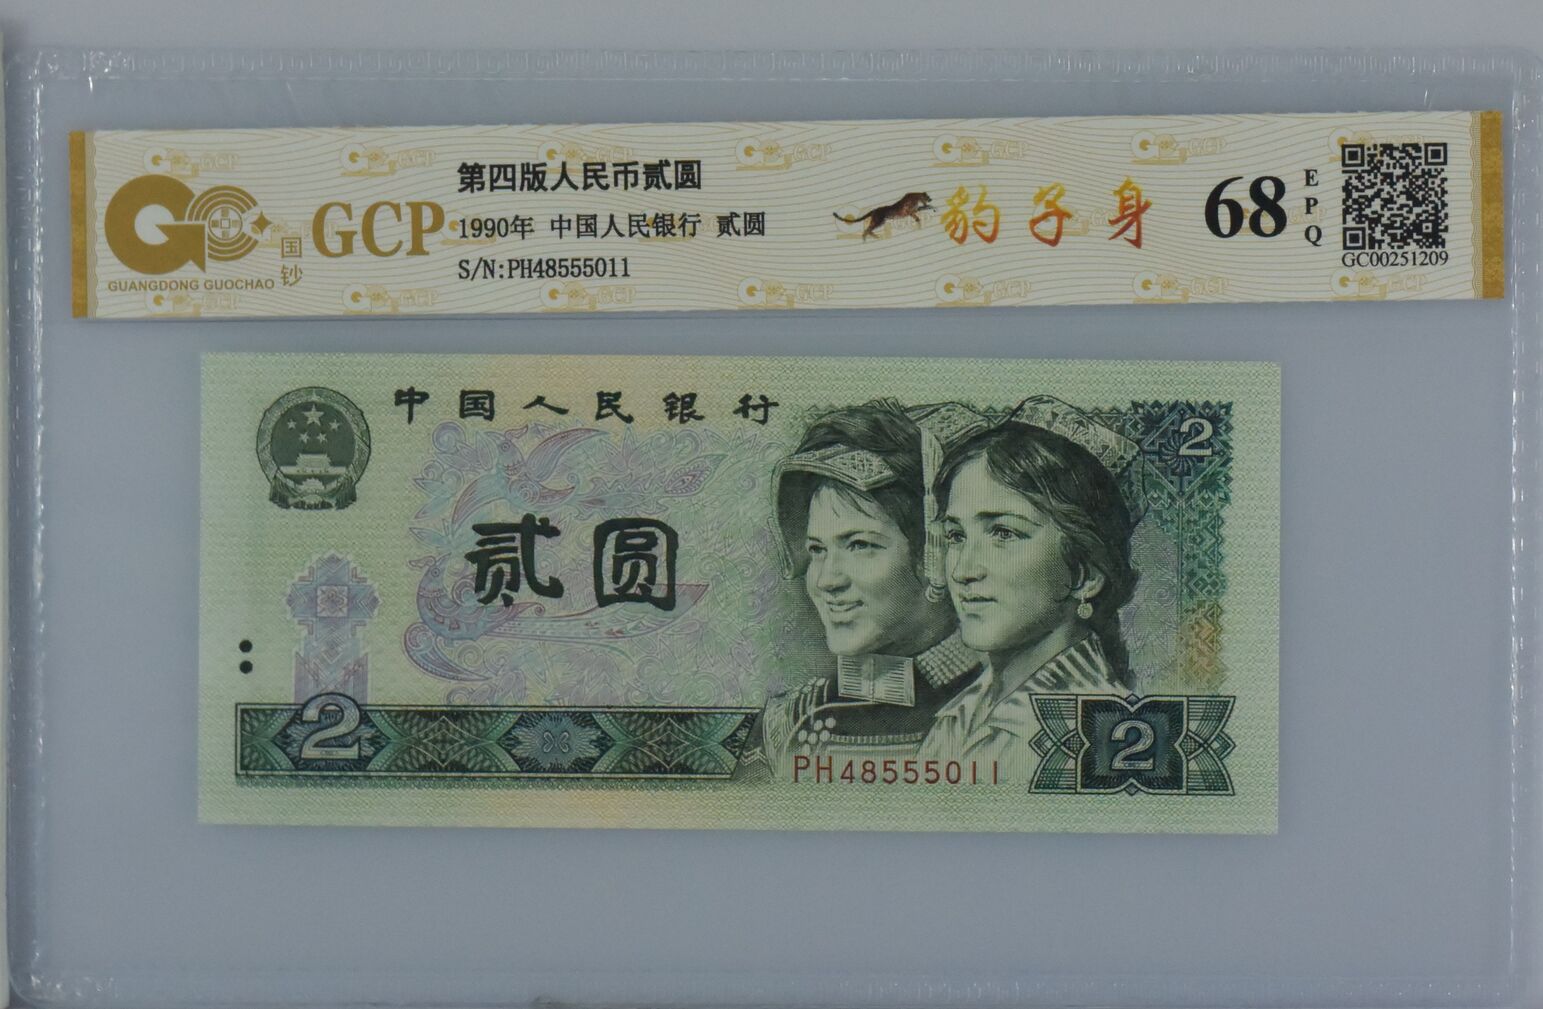 第四版人民币贰圆
GCP
1990年 中国人民银行 贰圆
S/N:PH48555011
国钞
GUANGDONG GUOCHAO
豹子身
68
EPQ
GC00251209
中国人民银行
2
贰圆
2
2
PH48555011